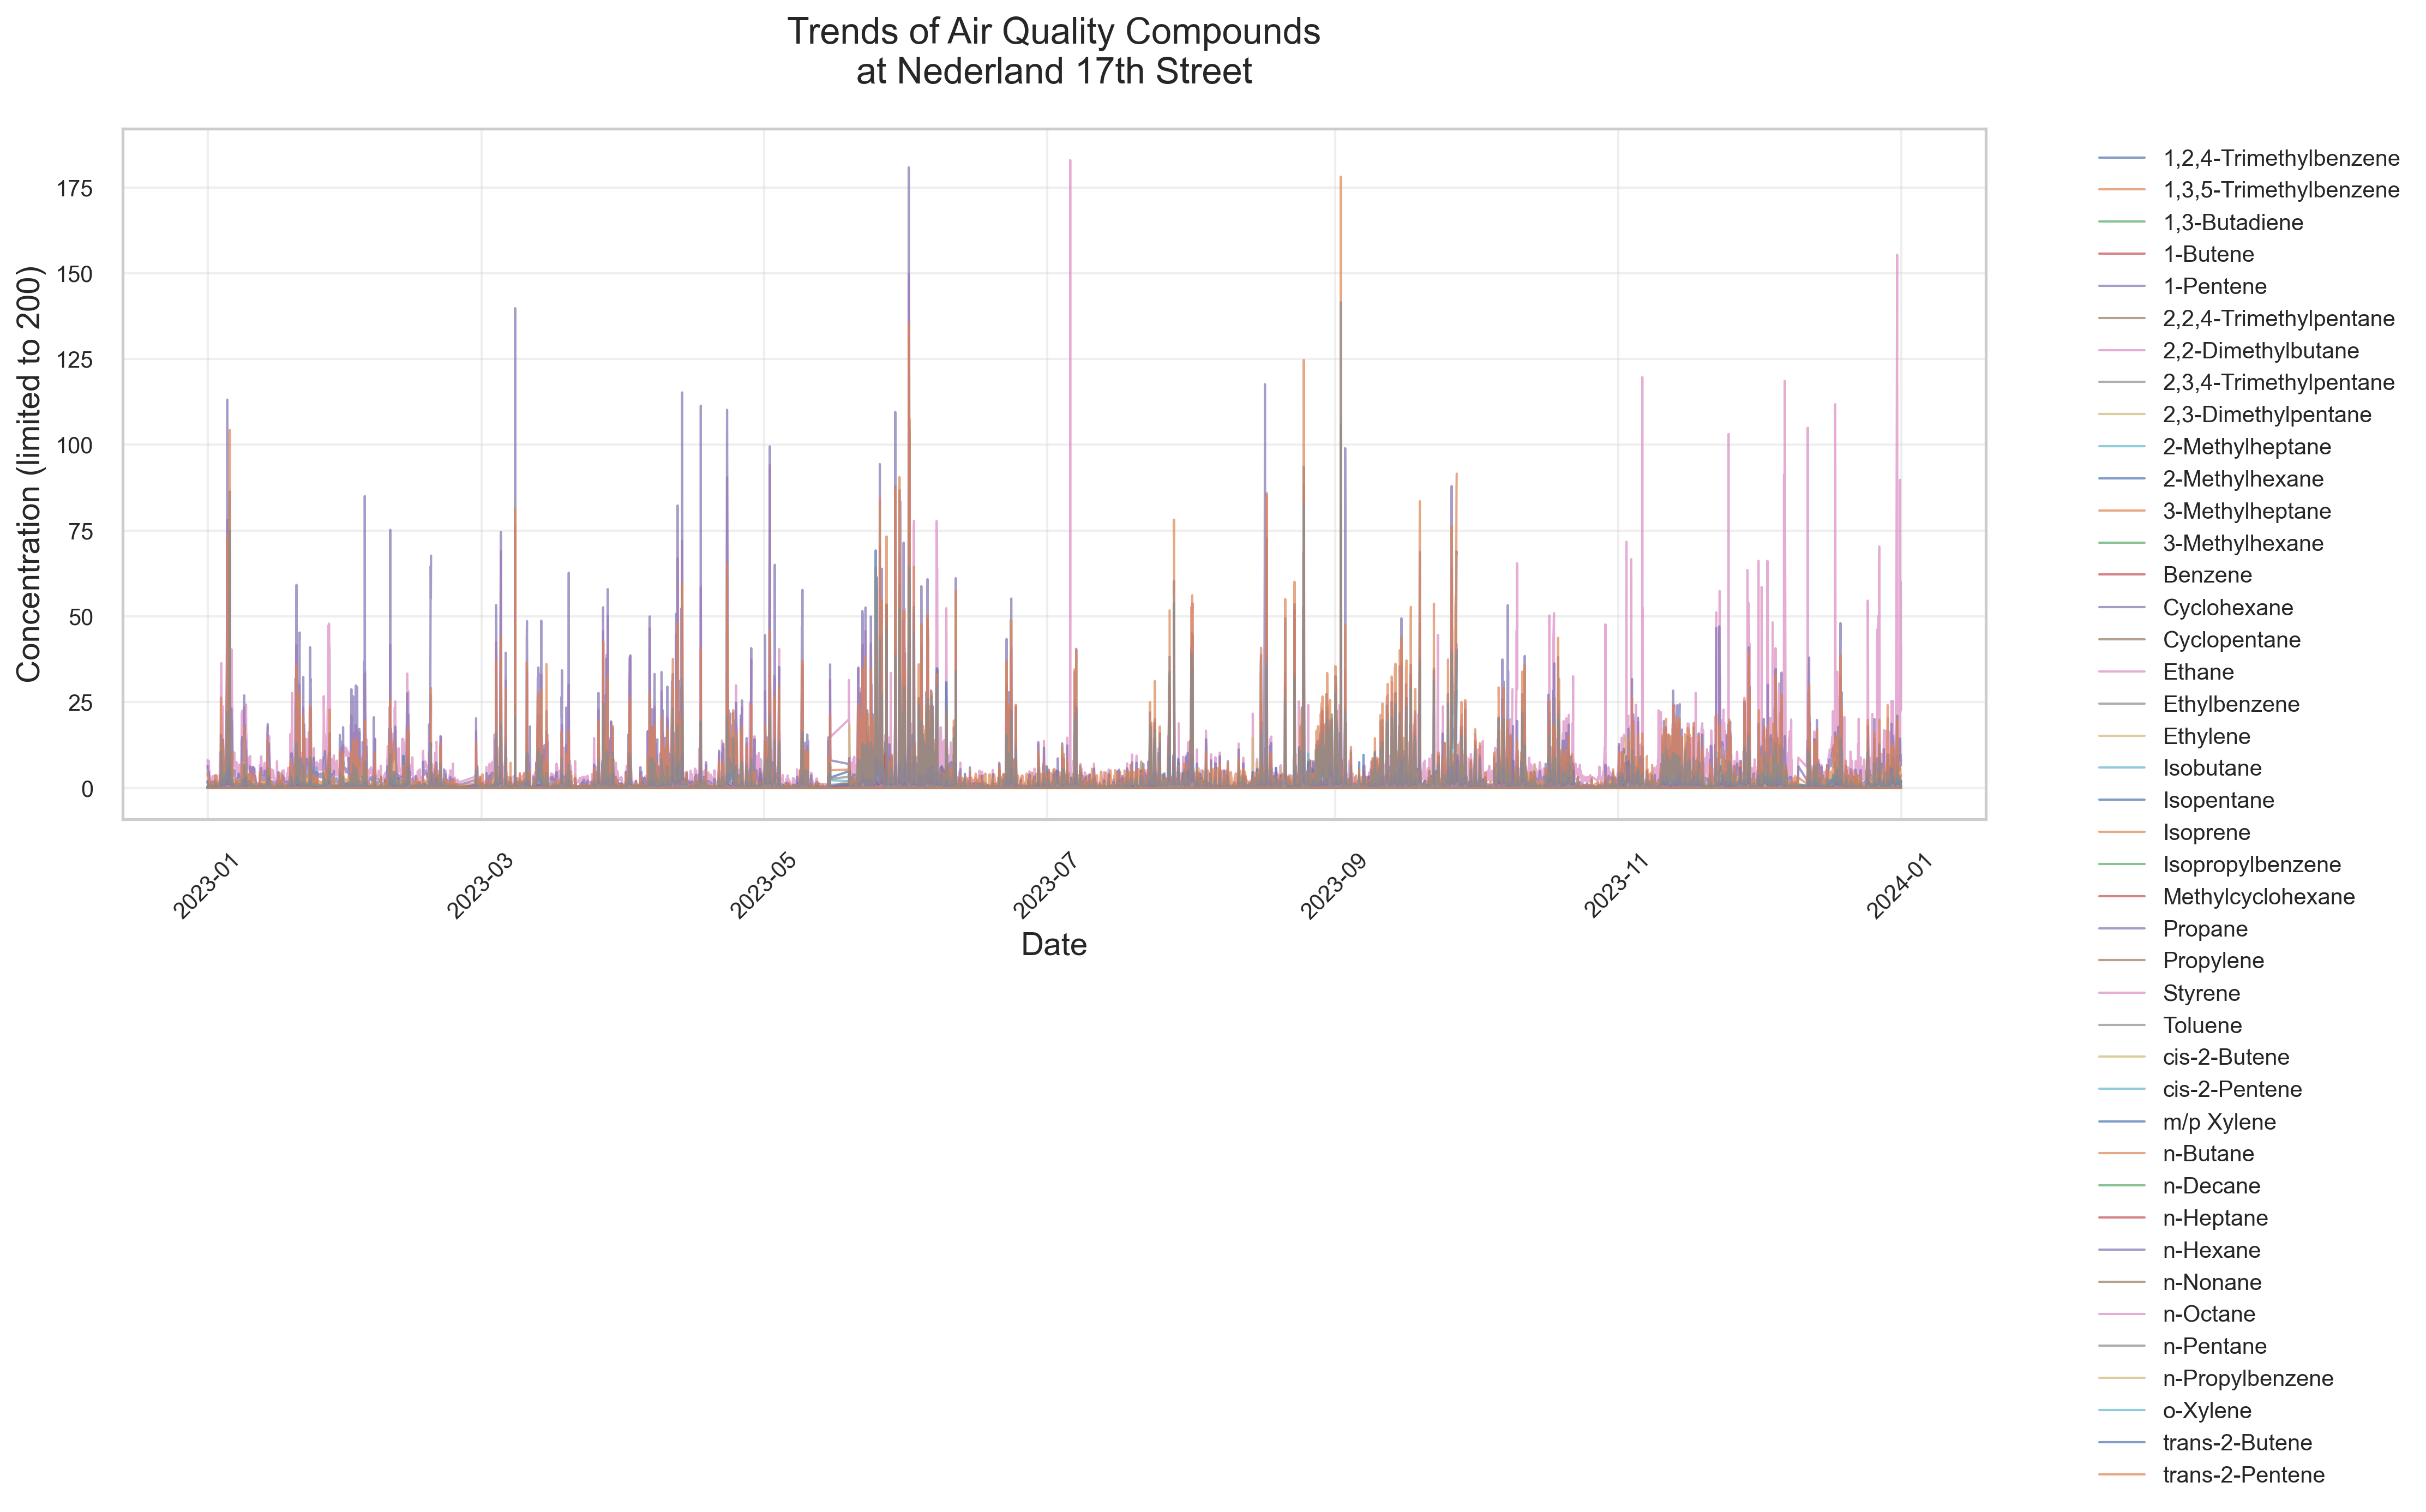 Trends of Air Quality Compounds
at Nederland 17th Street
Concentration (limited to 200)
175
150
125
100
75
50
25
0
2023-01
2023-03
2023-05
2023-07
2023-09
2023-11
2024-01
Date
1,2,4-Trimethylbenzene
1,3,5-Trimethylbenzene
1,3-Butadiene
1-Butene
1-Pentene
2,2,4-Trimethylpentane
2,2-Dimethylbutane
2,3,4-Trimethylpentane
2,3-Dimethylpentane
2-Methylheptane
2-Methylhexane
3-Methylheptane
3-Methylhexane
Benzene
Cyclohexane
Cyclopentane
Ethane
Ethylbenzene
Ethylene
Isobutane
Isopentane
Isoprene
Isopropylbenzene
Methylcyclohexane
Propane
Propylene
Styrene
Toluene
cis-2-Butene
cis-2-Pentene
m/p Xylene
n-Butane
n-Decane
n-Heptane
n-Hexane
n-Nonane
n-Octane
n-Pentane
n-Propylbenzene
o-Xylene
trans-2-Butene
trans-2-Pentene